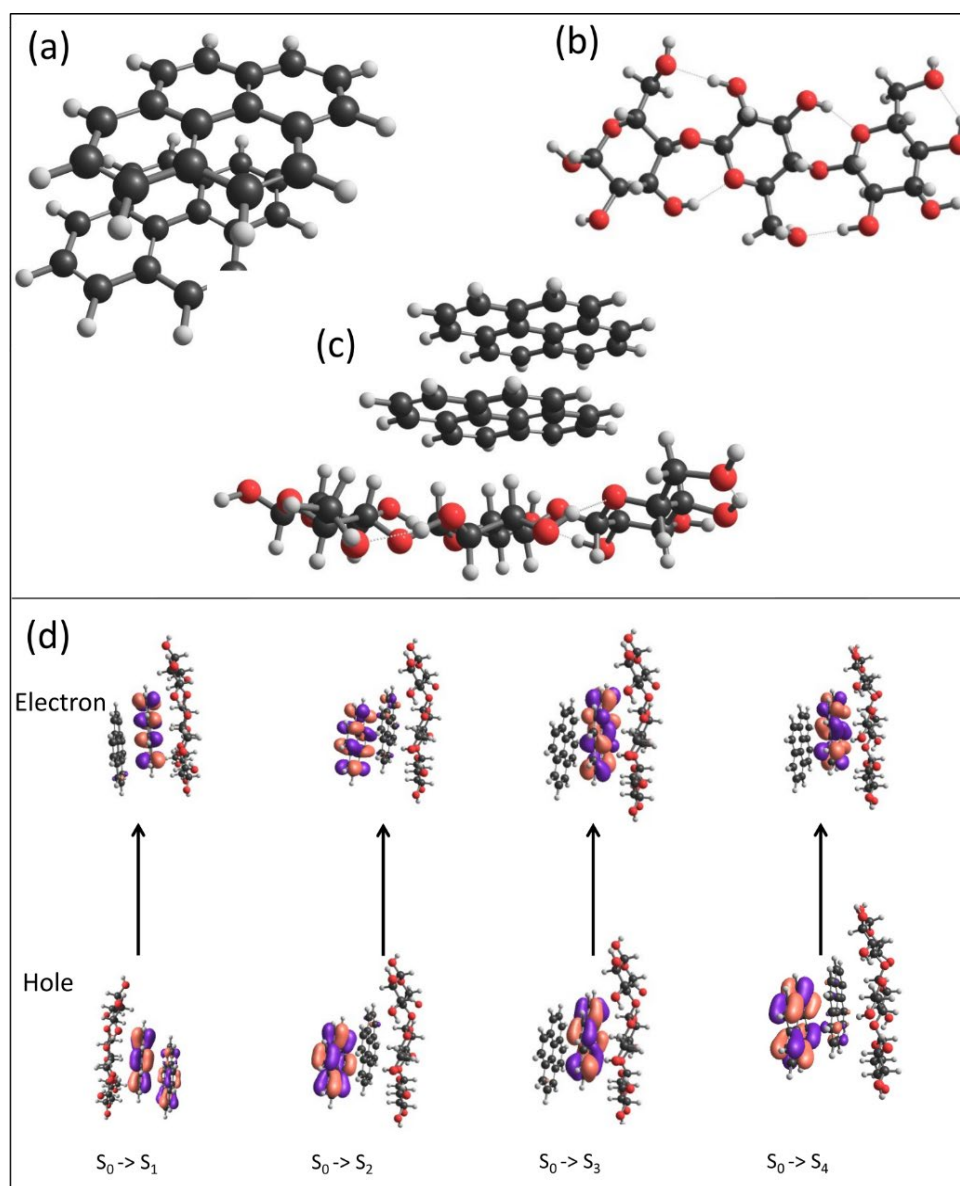 (a)
(b)
(c)
(d)
Electron
Hole
S₀ -> S₁
S₀ -> S₂
S₀ -> S₃
S₀ -> S₄